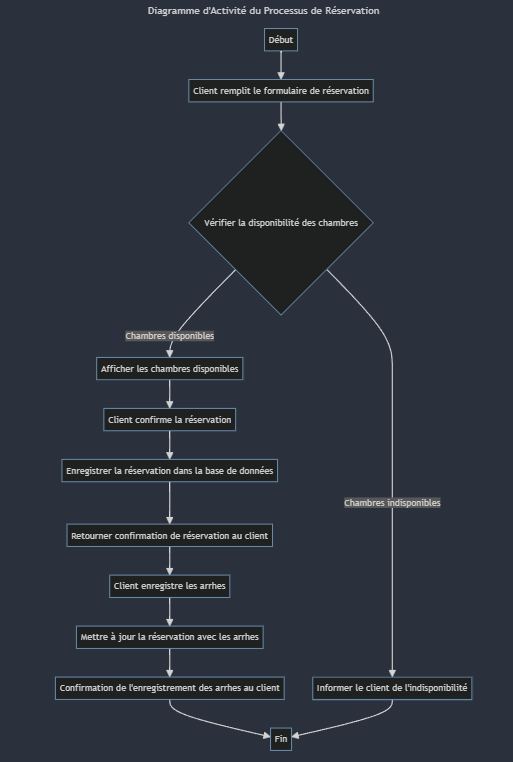 Diagramme d'Activité du Processus de Réservation
Début
Client remplit le formulaire de réservation
Vérifier la disponibilité des chambres
Chambres disponibles
Afficher les chambres disponibles
Client confirme la réservation
Enregistrer la réservation dans la base de données
Chambres indisponibles
Retourner confirmation de réservation au client
Client enregistre les arrhes
Mettre à jour la réservation avec les arrhes
Confirmation de l'enregistrement des arrhes au client
Informer le client de l'indisponibilité
Fin